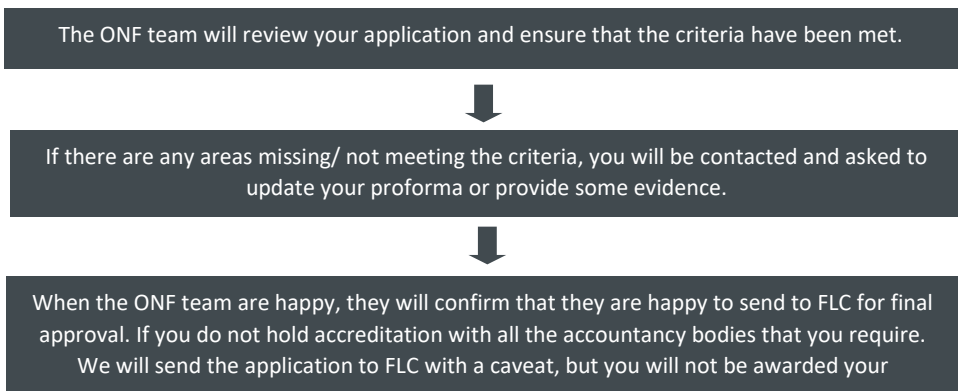 The ONF team will review your application and ensure that the criteria have been met.
If there are any areas missing/ not meeting the criteria, you will be contacted and asked to
update your proforma or provide some evidence.
When the ONF team are happy, they will confirm that they are happy to send to FLC for final
approval. If you do not hold accreditation with all the accountancy bodies that you require.
We will send the application to FLC with a caveat, but you will not be awarded your